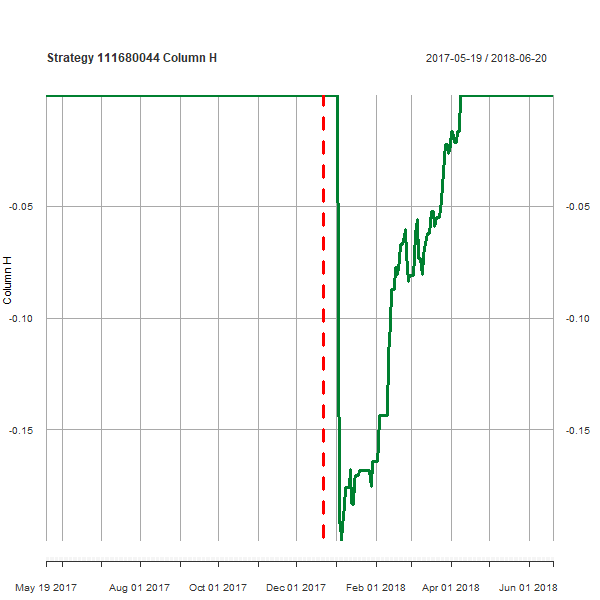 Strategy 111680044 Column H
2017-05-19 / 2018-06-20
-0.05
-0.05
Column H
-0.10
-0.10
-0.15
-0.15
May 19 2017
Aug 01 2017
Oct 01 2017
Dec 01 2017
Feb 01 2018
Apr 01 2018
Jun 01 2018